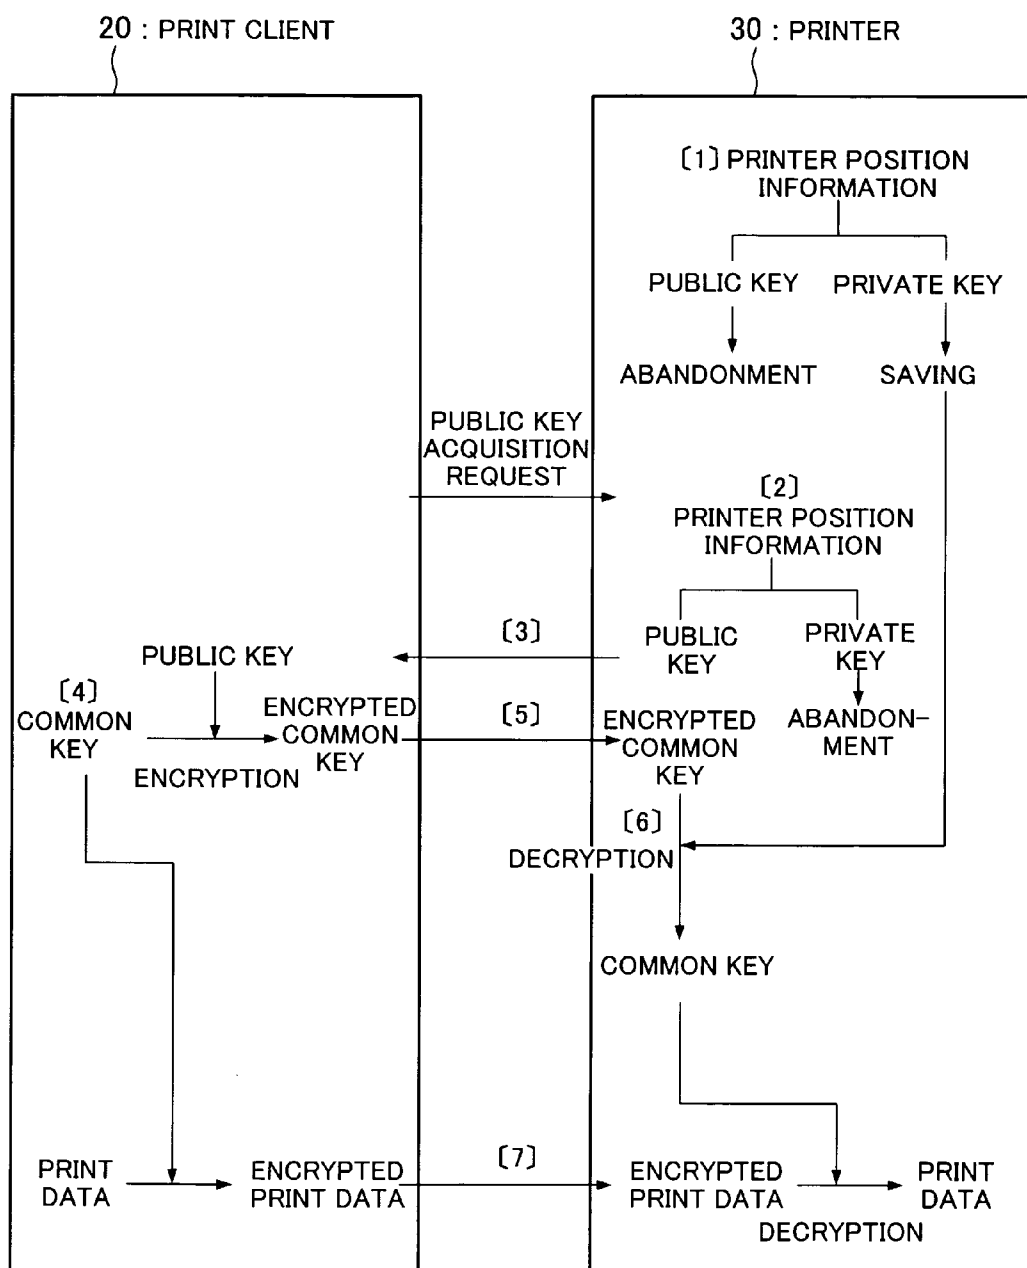 20 : PRINT CLIENT
30 : PRINTER
[1] PRINTER POSITION
INFORMATION
PUBLIC KEY
PRIVATE KEY
ABANDONMENT
SAVING
PUBLIC KEY
ACQUISITION
REQUEST
[2]
PRINTER POSITION
INFORMATION
[3]
PUBLIC
KEY
PRIVATE
KEY
ABANDON-
MENT
PUBLIC KEY
[4]
COMMON
KEY
ENCRYPTION
ENCRYPTED
COMMON
KEY
[5]
ENCRYPTED
COMMON
KEY
[6]
DECRYPTION
COMMON KEY
PRINT
DATA
ENCRYPTED
PRINT DATA
[7]
ENCRYPTED
PRINT DATA
DECRYPTION
PRINT
DATA